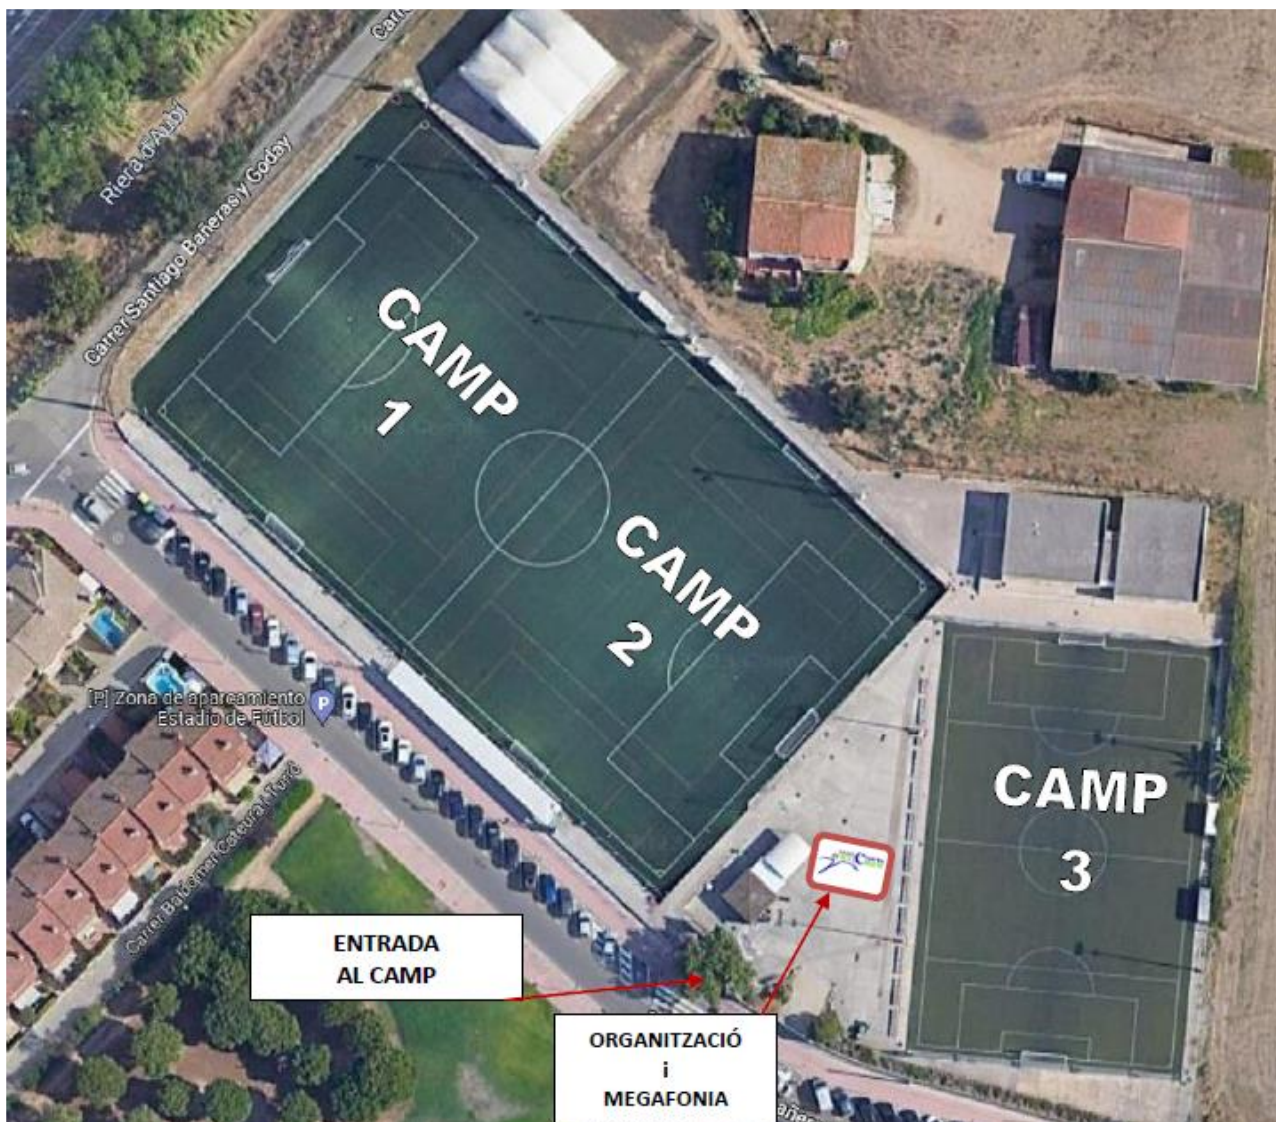 Carrer Santiago Bañeras y Goday
Riera d'Aubí
CAMP
1
CAMP
2
[P] Zona de aparcamiento
Estadio de Fútbol
P
CAMP
3
ENTRADA
AL CAMP
ORGANITZACIÓ
i
MEGAFONIA